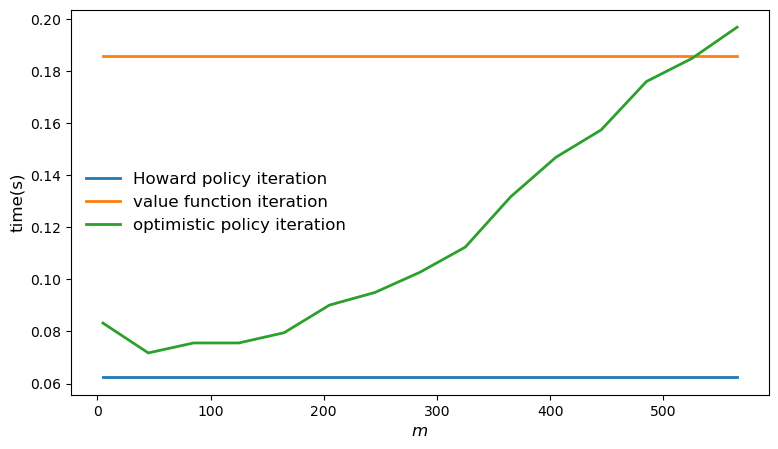 0.20
0.18
0.16
0.14
0.12
0.10
0.08
0.06
time(s)
Howard policy iteration
value function iteration
optimistic policy iteration
0 100 200 300 400 500
m